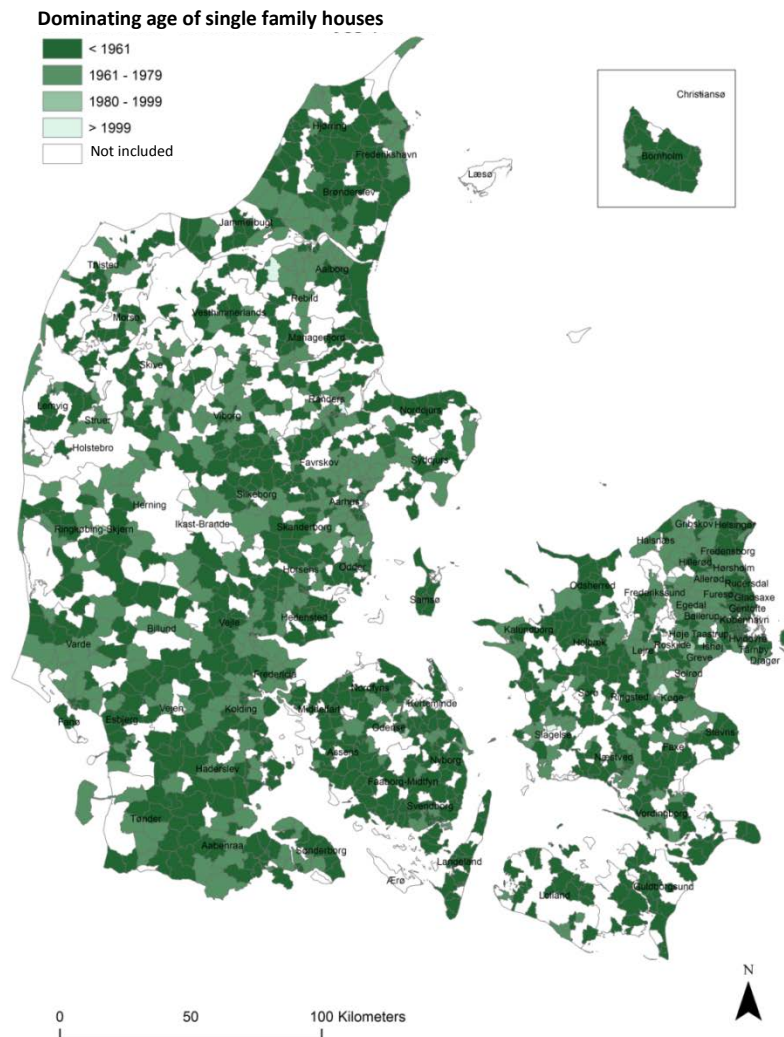 Dominating age of single family houses
< 1961
1961 - 1979
1980 - 1999
> 1999
Not included
Christiansø
Bornholm
Hjørring
Frederikshavn
Læsø
Brønderslev
Jammerbugt
Thisted
Aalborg
Rebild
Morsø
Vesthimmerlands
Mariagerfjord
Skive
Lemvig
Struer
Viborg
Randers
Norddjurs
Holstebro
Favrskov
Syddjurs
Herning
Silkeborg
Aarhus
Ringkøbing-Skjern
Ikast-Brande
Skanderborg
Horsens
Odder
Samsø
Hedensted
Varde
Billund
Vejle
Fredericia
Fanø
Esbjerg
Vejen
Kolding
Middelfart
Nordfyns
Kerteminde
Odense
Assens
Nyborg
Haderslev
Faaborg-Midtfyn
Svendborg
Tønder
Aabenraa
Sønderborg
Ærø
Langeland
Gribskov
Helsingør
Halsnæs
Fredensborg
Hillerød
Hørsholm
Allerød
Rudersdal
Odsherred
Frederikssund
Furesø
Gladsaxe
Egedal
Gentofte
Ballerup
København
Kalundborg
Høje Taastrup
Hvidovre
Holbæk
Lejre
Roskilde
Ishøj
Tårnby
Greve
Dragør
Solrød
Sorø
Ringsted
Køge
Slagelse
Næstved
Faxe
Stevns
Vordingborg
Lolland
Guldborgsund
N
0
50
100 Kilometers